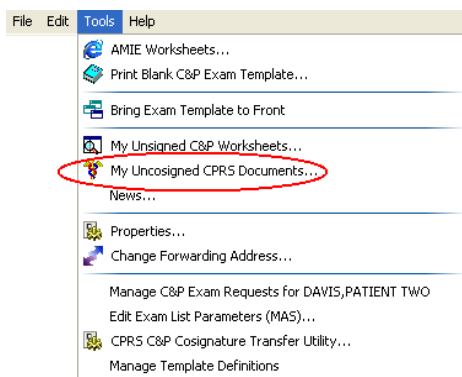 File Edit Tools Help
AMIE Worksheets...
Print Blank C&P Exam Template...
Bring Exam Template to Front
My Unsigned C&P Worksheets...
My Uncosigned CPRS Documents...
News...
Properties...
Change Forwarding Address...
Manage C&P Exam Requests for DAVIS,PATIENT TWO
Edit Exam List Parameters (MAS)...
CPRS C&P Cosignature Transfer Utility...
Manage Template Definitions